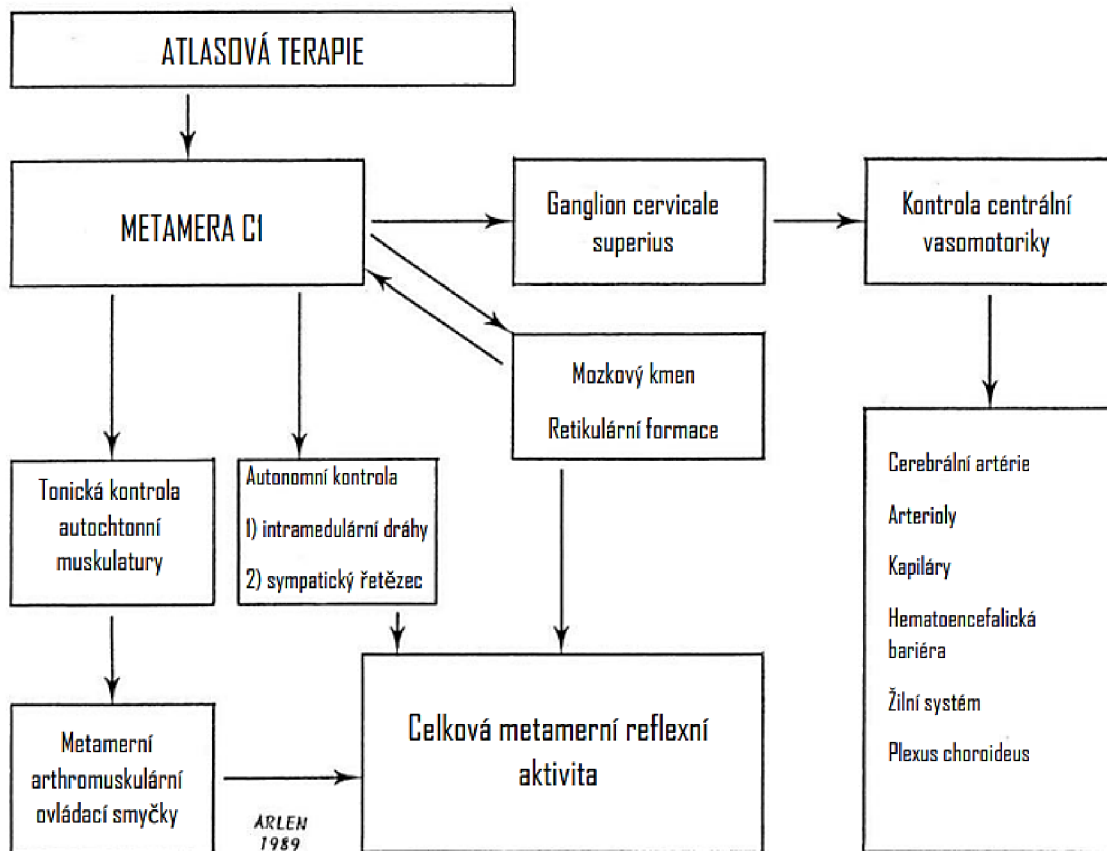 ATLASOVÁ TERAPIE
METAMERA C1
Ganglion cervicale
superius
Kontrola centrální
vasomotoriky
Mozkový kmen
Retikulární formace
Tonická kontrola
autochtonní
muskulatury
Autonomní kontrola
1) intramedulární dráhy
2) sympatický řetězec
Cerebrální artérie
Arterioly
Kapiláry
Hematoencefalická
bariéra
Žilní systém
Plexus choroideus
Metamerní
arthromuskulární
ovládací smyčky
Celková metamerní reflexní
aktivita
ARLEN
1989